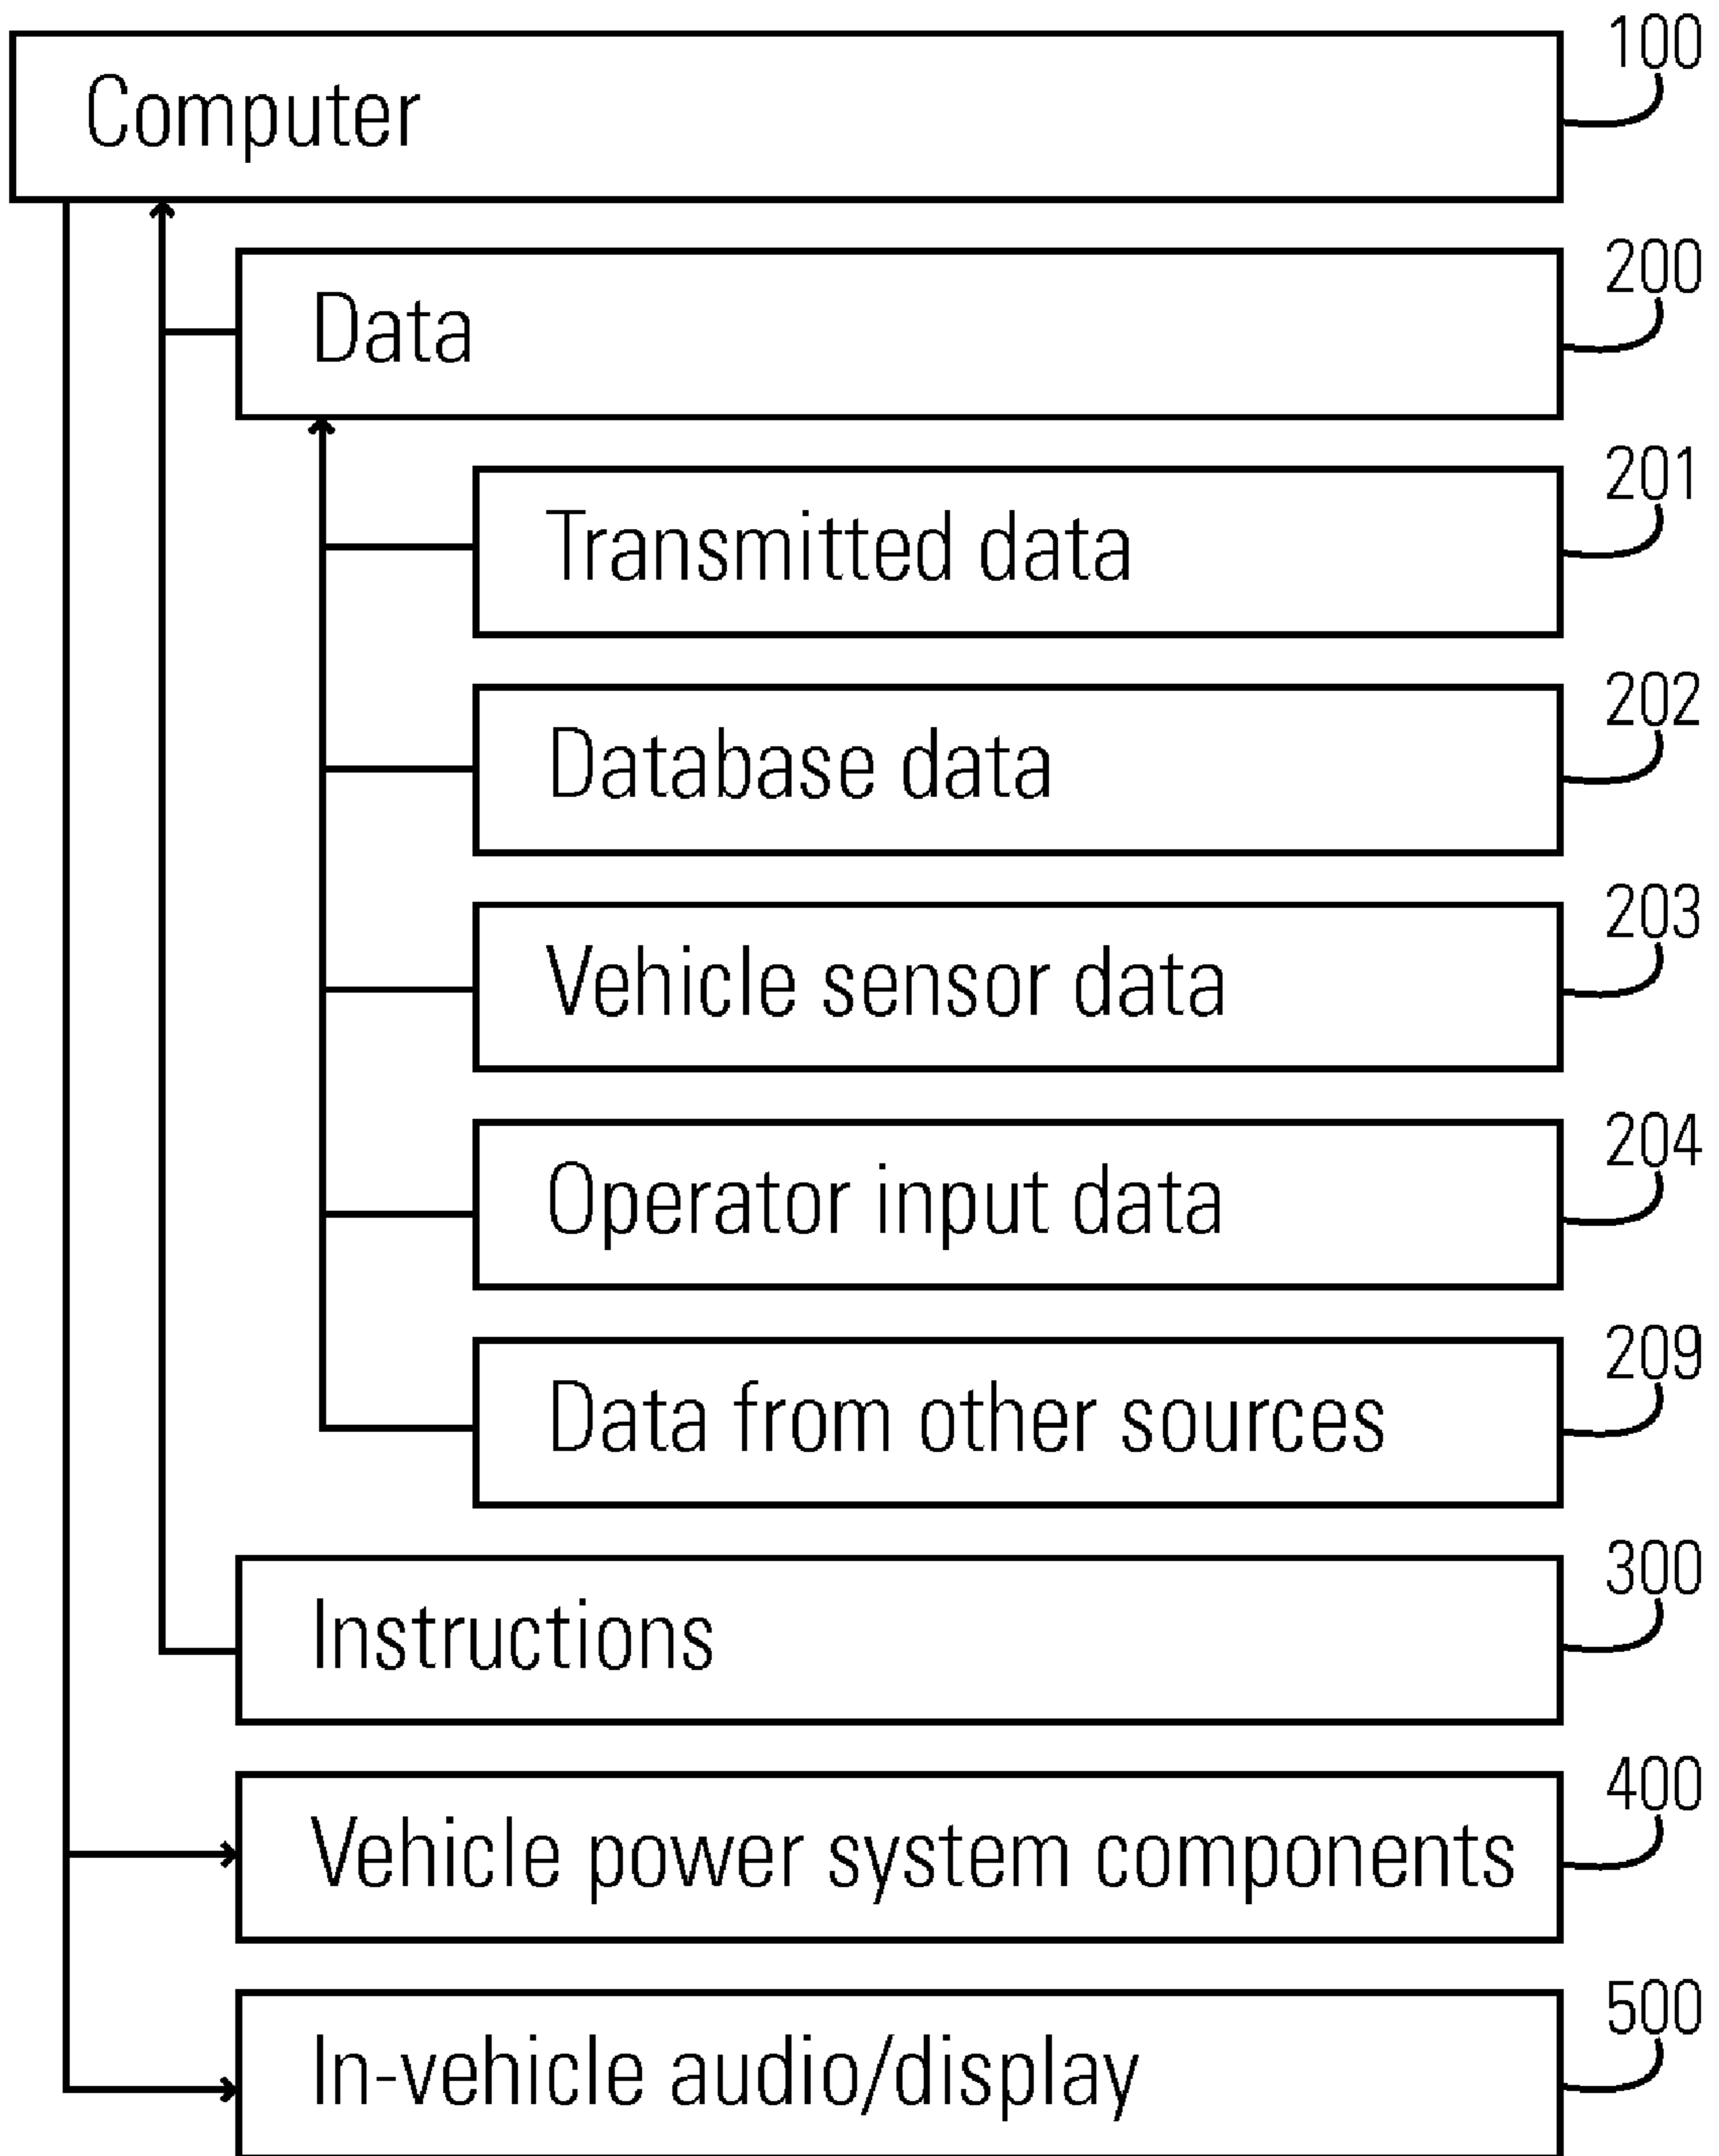 100
Computer
200
Data
201
Transmitted data
202
Database data
203
Vehicle sensor data
204
Operator input data
209
Data from other sources
300
Instructions
400
Vehicle power system components
500
In-vehicle audio/display